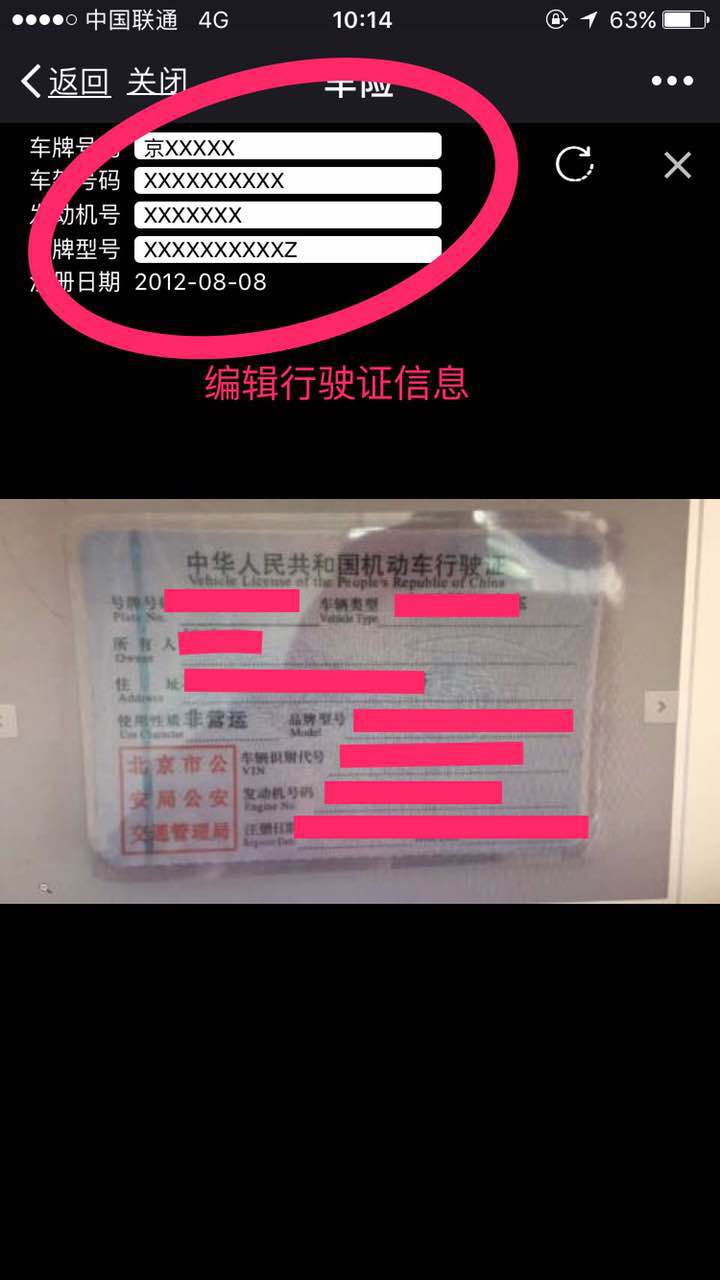 中国联通 4G 10:14 63%
返回 关闭 车险
车牌号码 京XXXXX
车架号码 XXXXXXXXXX
发动机号 XXXXXXX
品牌型号 XXXXXXXXXXZ
注册日期 2012-08-08
编辑行驶证信息
中华人民共和国机动车行驶证
Vehicle License of the People's Republic of China
号牌号码 车辆类型
Plate No. Vehicle Type
所有人
Owner
住 址
Address
使用性质 非营运 品牌型号
Use Character Model
北京市公
安局公安
交通管理局
车辆识别代号
VIN
发动机号码
Engine No.
注册日期
Register Date